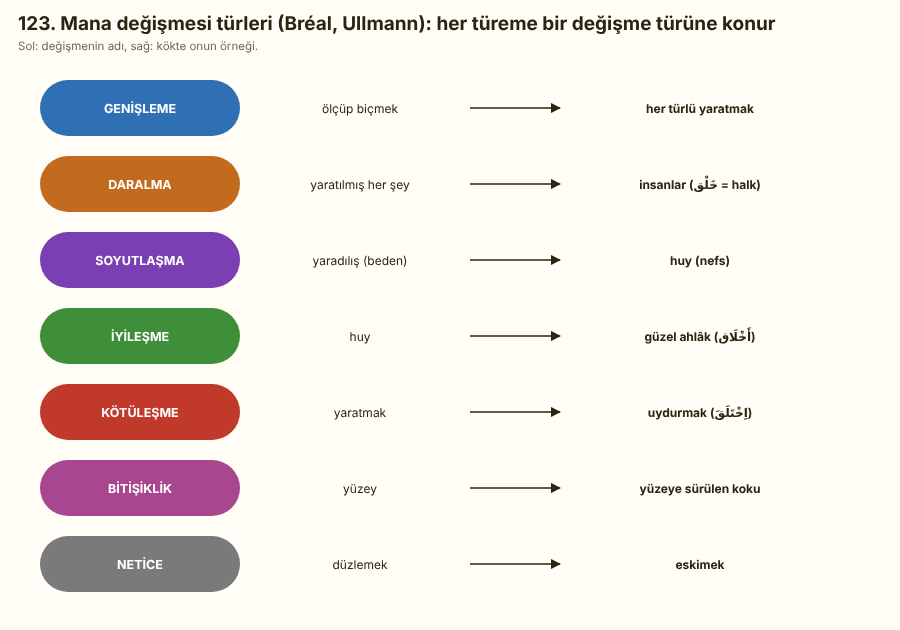 123. Mana değişmesi türleri (Bréal, Ullmann): her türeme bir değişme türüne konur
Sol: değişmenin adı, sağ: kökte onun örneği.
GENİŞLEME ölçüp biçmek her türlü yaratmak
DARALMA yaratılmış her şey insanlar (خَلْق = halk)
SOYUTLAŞMA yaradılış (beden) huy (nefs)
İYİLEŞME huy güzel ahlâk (أَخْلَاق)
KÖTÜLEŞME yaratmak uydurmak (اِخْتَلَقَ)
BİTİŞİKLİK yüzey yüzeye sürülen koku
NETİCE düzlemek eskimek